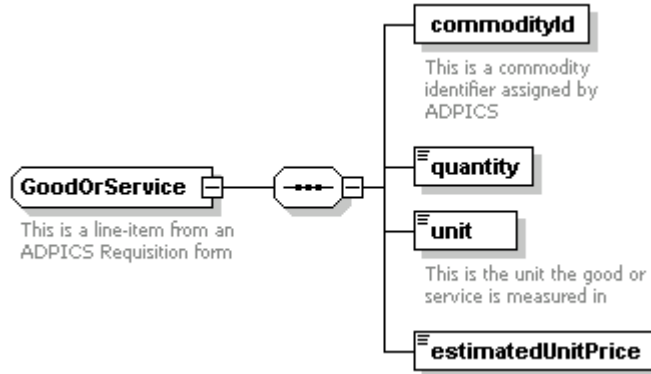 commodityId
This is a commodity
identifier assigned by
ADPICS
quantity
GoodOrService
This is a line-item from an
ADPICS Requisition form
unit
This is the unit the good or
service is measured in
estimatedUnitPrice